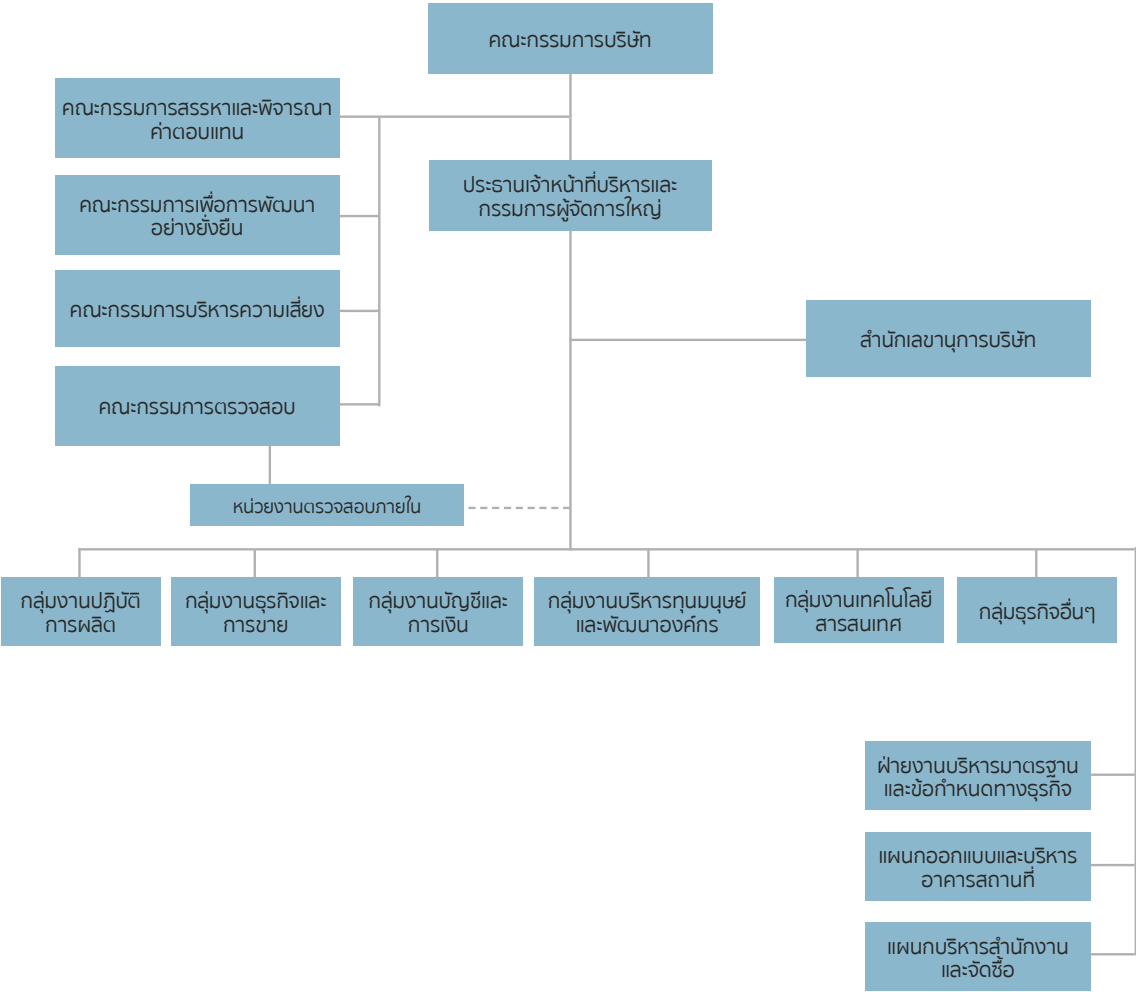 คณะกรรมการบริษัท
คณะกรรมการสรรหาและพิจารณา
ค่าตอบแทน
ประธานเจ้าหน้าที่บริหารและ
กรรมการผู้จัดการใหญ่
คณะกรรมการเพื่อการพัฒนา
อย่างยั่งยืน
คณะกรรมการบริหารความเสี่ยง
สำนักเลขานุการบริษัท
คณะกรรมการตรวจสอบ
หน่วยงานตรวจสอบภายใน
กลุ่มงานปฏิบัติ
การผลิต
กลุ่มงานธุรกิจและ
การขาย
กลุ่มงานบัญชีและ
การเงิน
กลุ่มงานบริหารทุนมนุษย์
และพัฒนาองค์กร
กลุ่มงานเทคโนโลยี
สารสนเทศ
กลุ่มธุรกิจอื่นๆ
ฝ่ายงานบริหารมาตรฐาน
และข้อกำหนดทางธุรกิจ
แผนกออกแบบและบริหาร
อาคารสถานที่
แผนกบริหารสำนักงาน
และจัดซื้อ